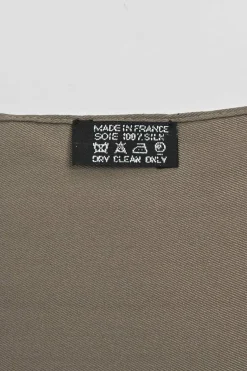 MADE IN FRANCE
SOIE 100% SILK
DRY CLEAN ONLY